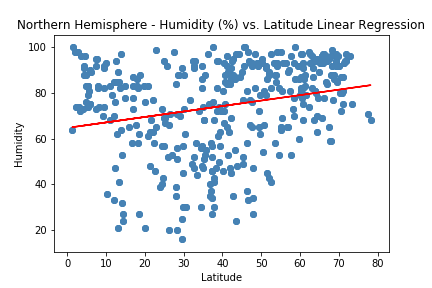 Northern Hemisphere - Humidity (%) vs. Latitude Linear Regression
100
80
60
40
20
Humidity
0 10 20 30 40 50 60 70 80
Latitude